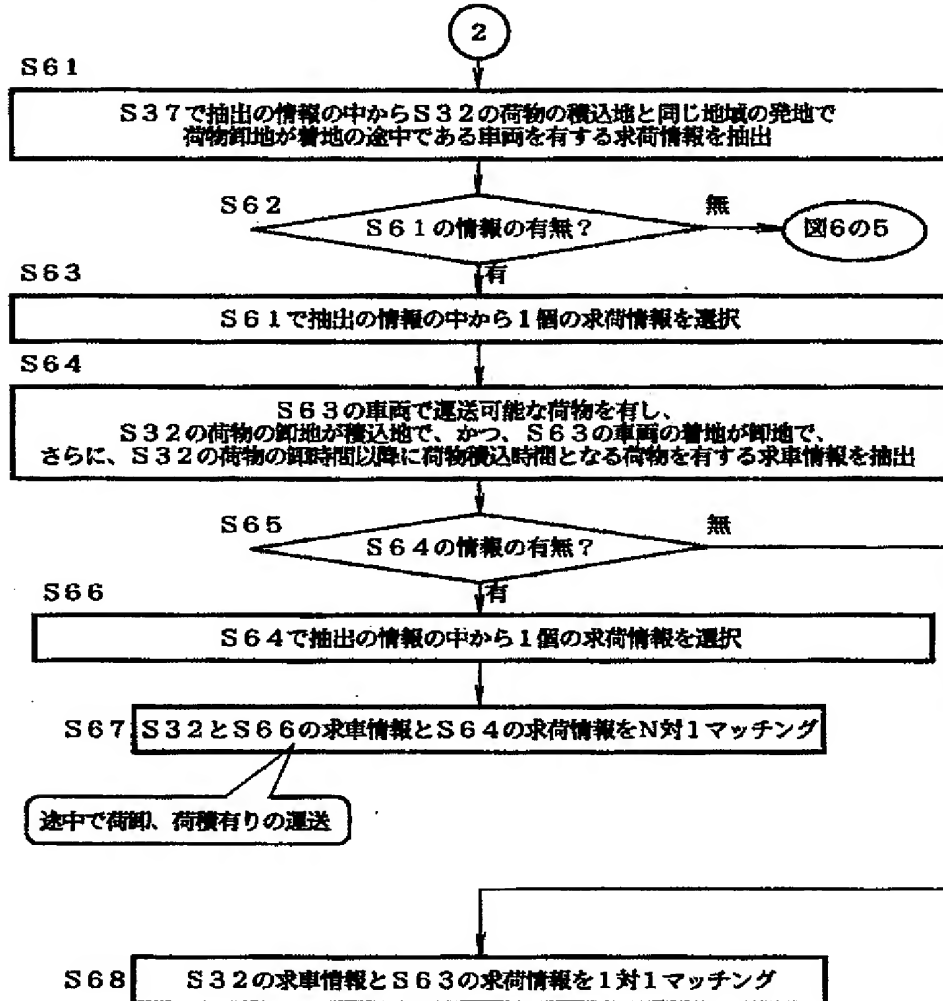 2
S61
S37で抽出の情報の中からS32の荷物の積込地と同じ地域の発地で
荷物卸地が着地の途中である車両を有する求荷情報を抽出
S62
S61の情報の有無?
無
図6の5
有
S63
S61で抽出の情報の中から1個の求荷情報を選択
S64
S63の車両で運送可能な荷物を有し、
S32の荷物の卸地が積込地で、かつ、S63の車両の着地が卸地で、
さらに、S32の荷物の卸時間以降に荷物積込時間となる荷物を有する求車情報を抽出
S65
S64の情報の有無?
無
有
S66
S64で抽出の情報の中から1個の求荷情報を選択
S67
S32とS66の求車情報とS64の求荷情報をN対1マッチング
途中で荷卸、荷積有りの運送
S68
S32の求車情報とS63の求荷情報を1対1マッチング